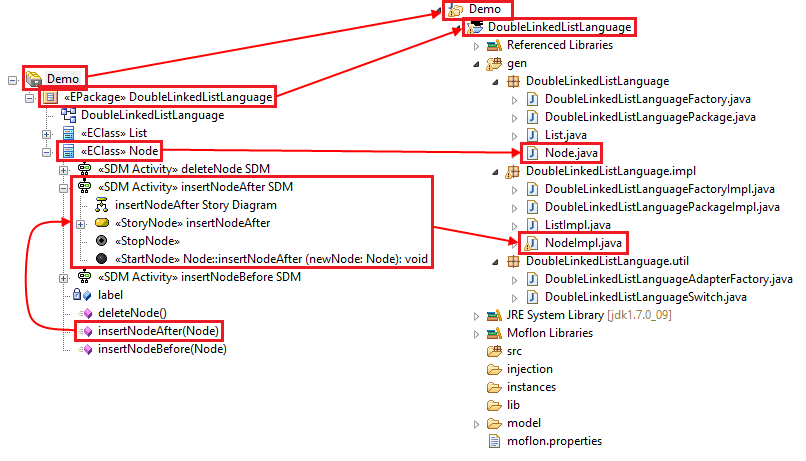 Demo
«EPackage» DoubleLinkedListLanguage
DoubleLinkedListLanguage
«EClass» List
«EClass» Node
«SDM Activity» deleteNode SDM
«SDM Activity» insertNodeAfter SDM
insertNodeAfter Story Diagram
«StoryNode» insertNodeAfter
«StopNode»
«StartNode» Node::insertNodeAfter (newNode: Node): void
«SDM Activity» insertNodeBefore SDM
label
deleteNode()
insertNodeAfter(Node)
insertNodeBefore(Node)
Demo
DoubleLinkedListLanguage
Referenced Libraries
gen
DoubleLinkedListLanguage
DoubleLinkedListLanguageFactory.java
DoubleLinkedListLanguagePackage.java
List.java
Node.java
DoubleLinkedListLanguage.impl
DoubleLinkedListLanguageFactoryImpl.java
DoubleLinkedListLanguagePackageImpl.java
ListImpl.java
NodeImpl.java
DoubleLinkedListLanguage.util
DoubleLinkedListLanguageAdapterFactory.java
DoubleLinkedListLanguageSwitch.java
JRE System Library [jdk1.7.0_09]
Moflon Libraries
src
injection
instances
lib
model
moflon.properties